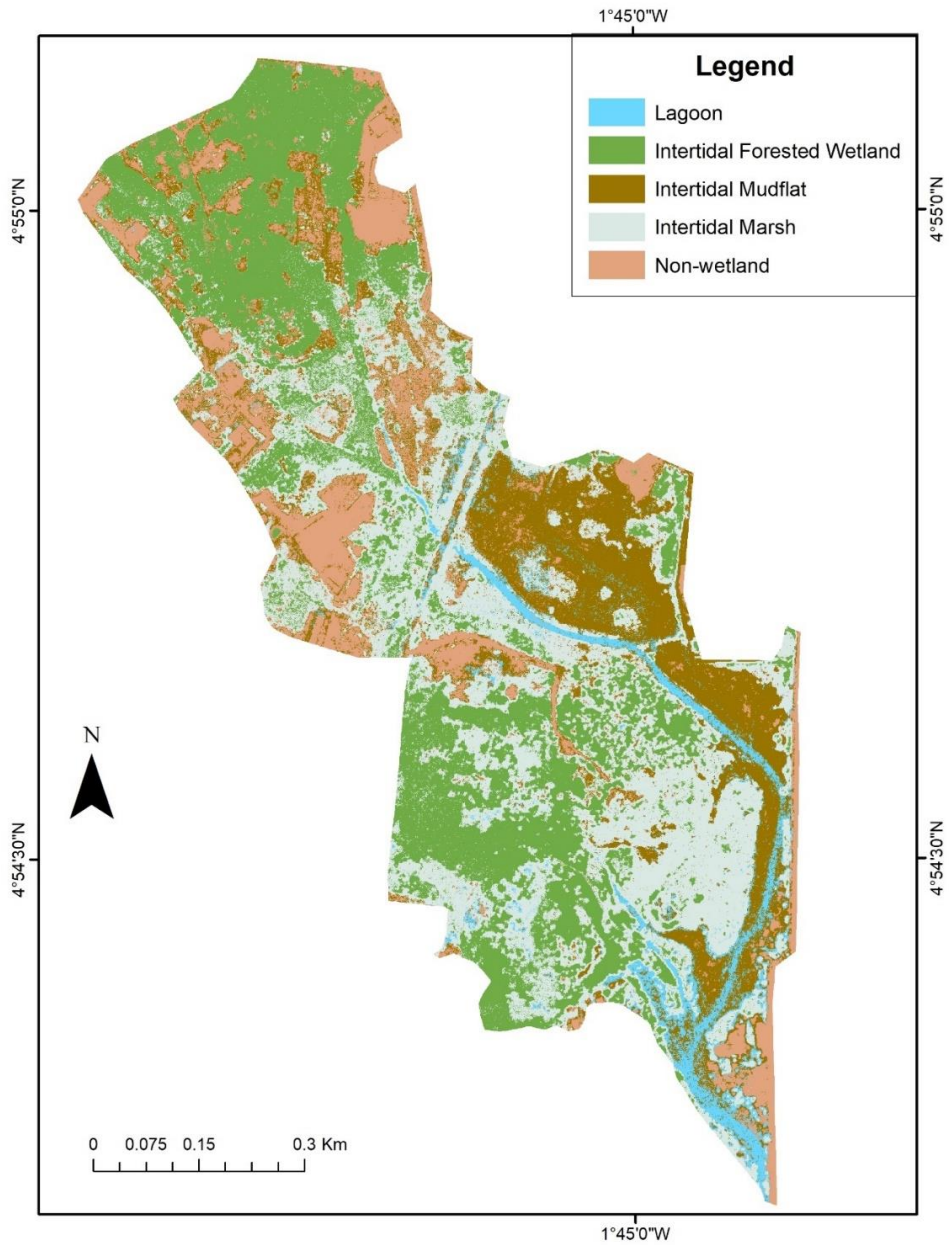 1°45'0"W
Legend
Lagoon
Intertidal Forested Wetland
Intertidal Mudflat
Intertidal Marsh
Non-wetland
4°55'0"N
4°55'0"N
N
4°54'30"N
4°54'30"N
0 0.075 0.15 0.3 Km
1°45'0"W